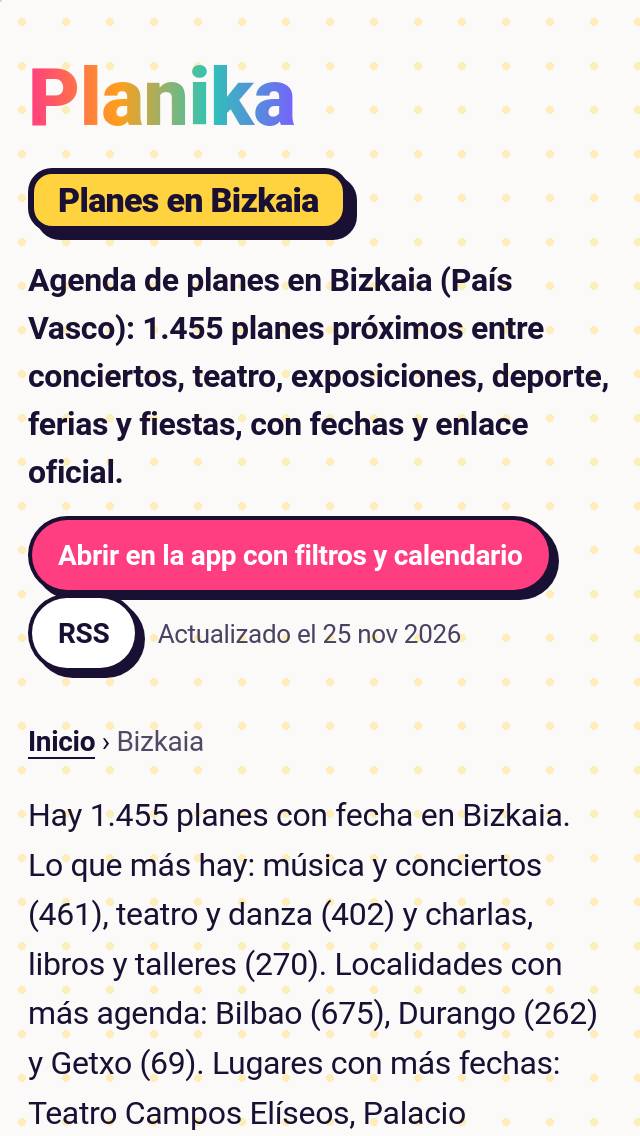 Planika
Planes en Bizkaia
Agenda de planes en Bizkaia (País
Vasco): 1.455 planes próximos entre
conciertos, teatro, exposiciones, deporte,
ferias y fiestas, con fechas y enlace
oficial.
Abrir en la app con filtros y calendario
RSS Actualizado el 25 nov 2026
Inicio › Bizkaia
Hay 1.455 planes con fecha en Bizkaia.
Lo que más hay: música y conciertos
(461), teatro y danza (402) y charlas,
libros y talleres (270). Localidades con
más agenda: Bilbao (675), Durango (262)
y Getxo (69). Lugares con más fechas:
Teatro Campos Elíseos, Palacio